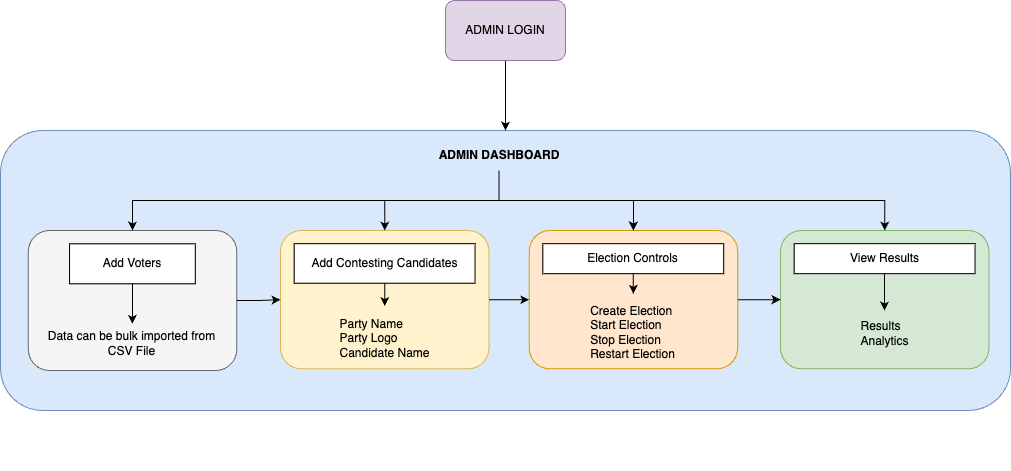 ADMIN LOGIN
ADMIN DASHBOARD
Add Voters
Data can be bulk imported from
CSV File
Add Contesting Candidates
Party Name
Party Logo
Candidate Name
Election Controls
Create Election
Start Election
Stop Election
Restart Election
View Results
Results
Analytics